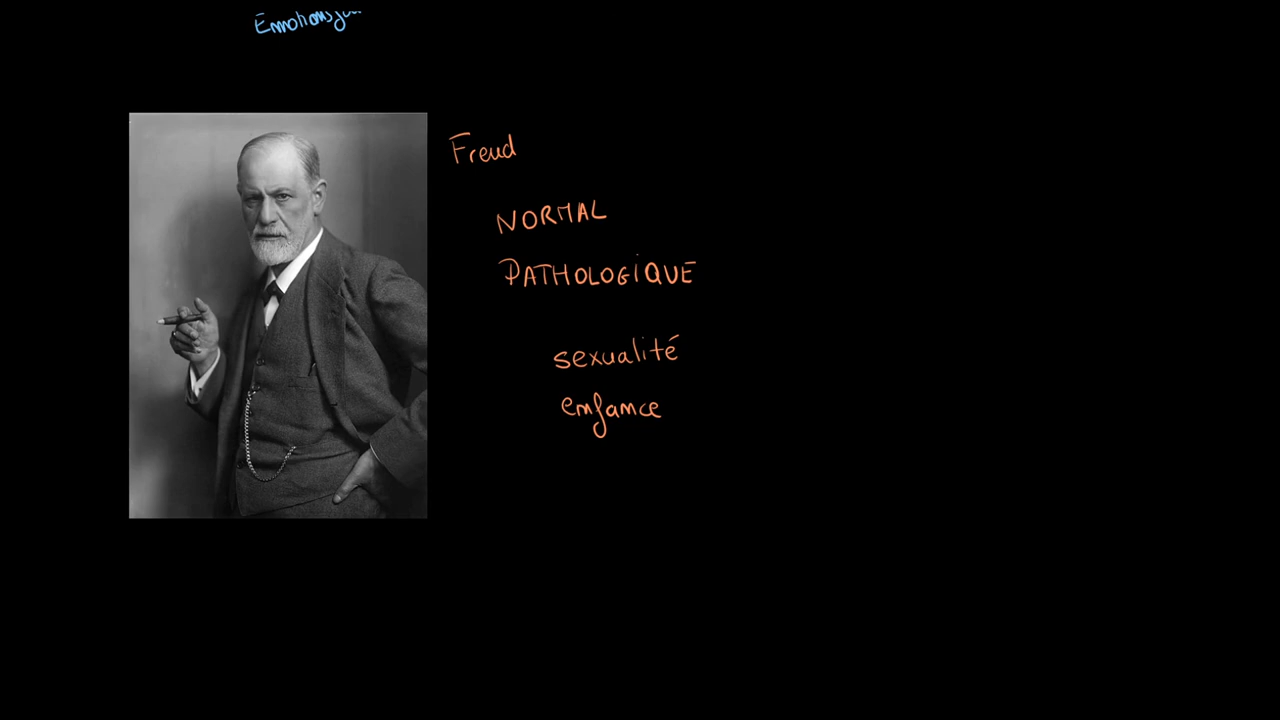 Freud
NORMAL
PATHOLOGIQUE
sexualité
enfance